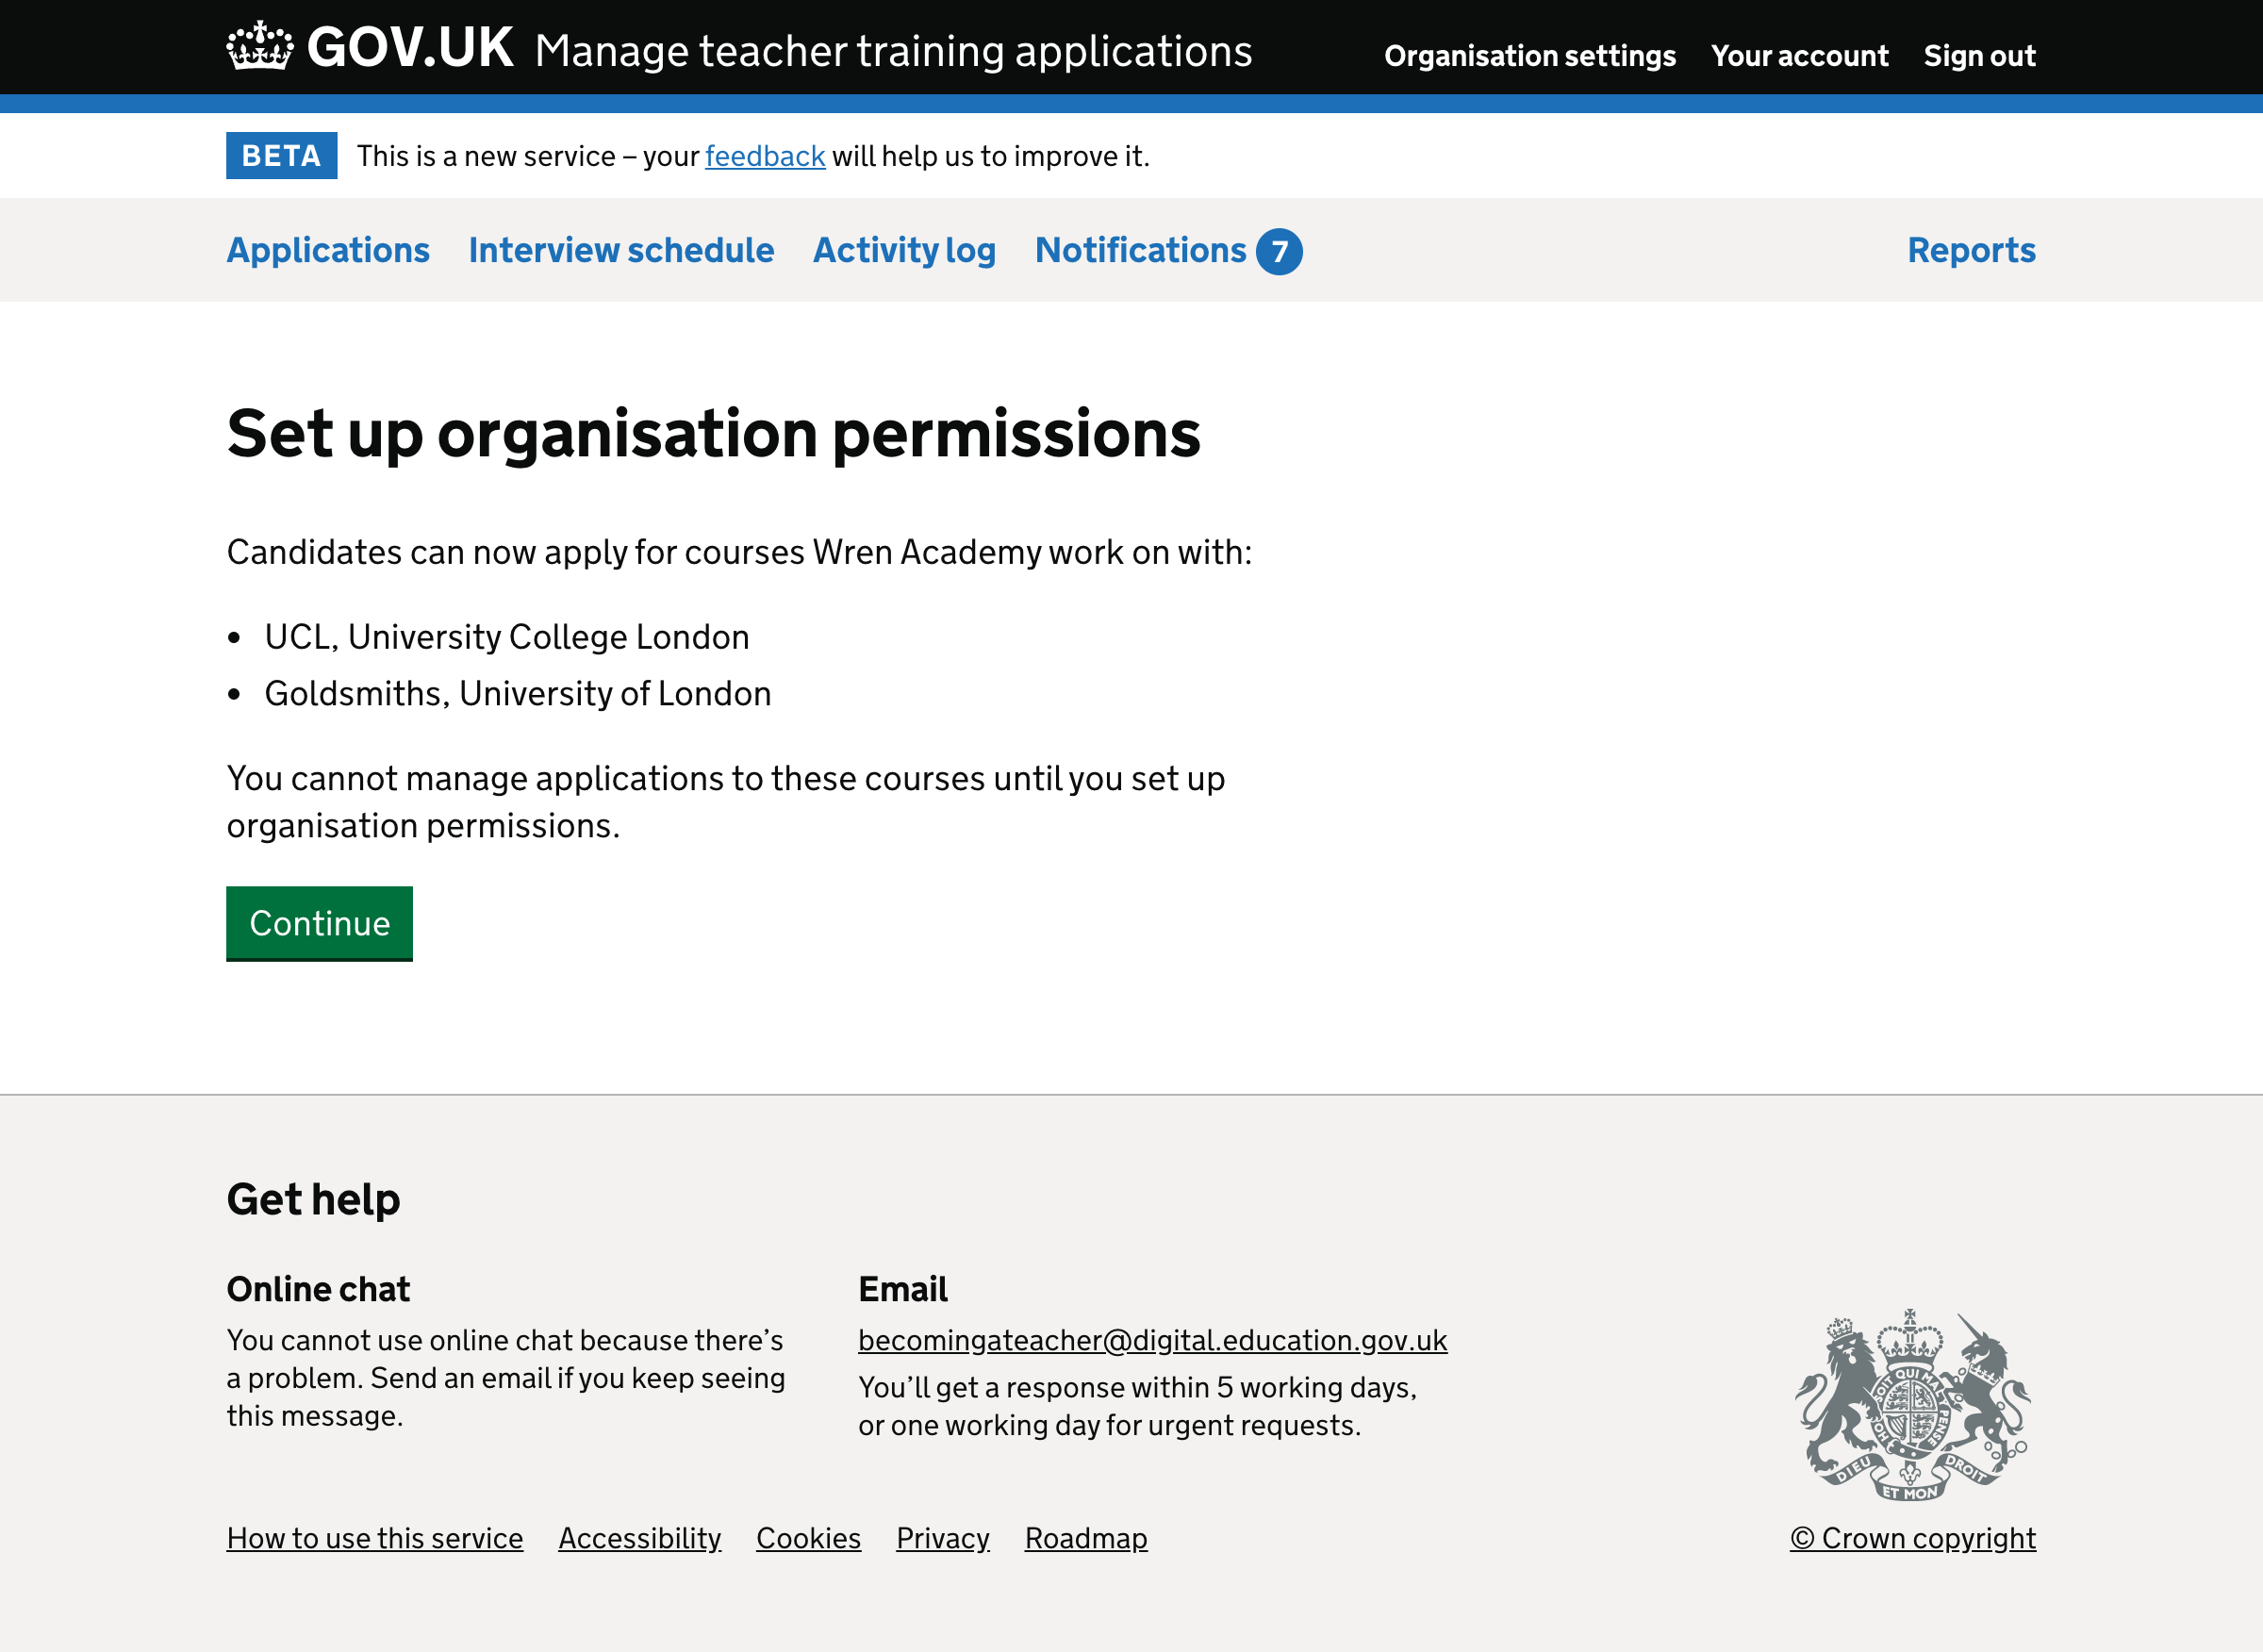 GOV.UK Manage teacher training applications Organisation settings Your account Sign out
BETA This is a new service – your feedback will help us to improve it.
Applications Interview schedule Activity log Notifications 7 Reports
Set up organisation permissions
Candidates can now apply for courses Wren Academy work on with:
• UCL, University College London
• Goldsmiths, University of London
You cannot manage applications to these courses until you set up
organisation permissions.
Continue
Get help
Online chat
You cannot use online chat because there’s
a problem. Send an email if you keep seeing
this message.
Email
becomingateacher@digital.education.gov.uk
You’ll get a response within 5 working days,
or one working day for urgent requests.
HONI SOIT QUI MAL Y PENSE
DIEU ET MON DROIT
How to use this service Accessibility Cookies Privacy Roadmap
© Crown copyright